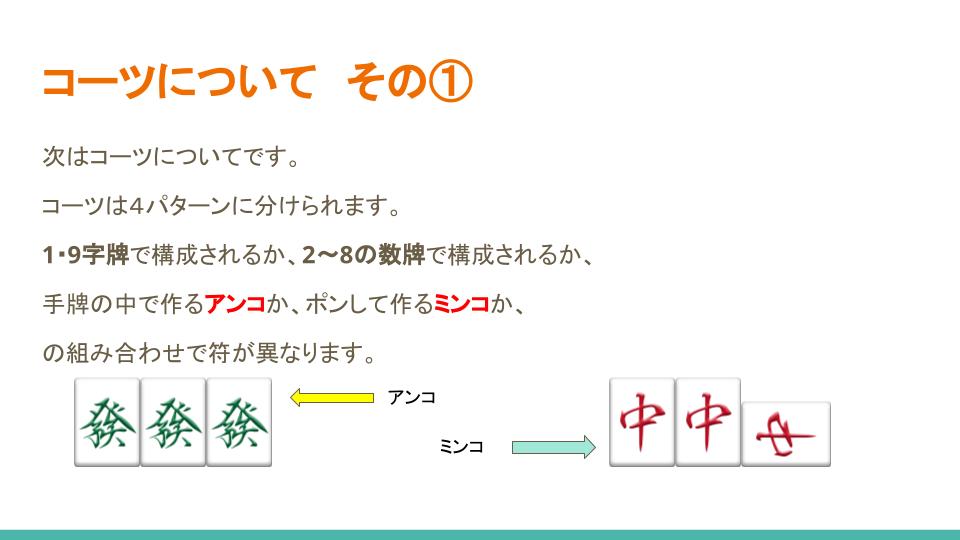 コーツについて　その①
次はコーツについてです。
コーツは４パターンに分けられます。
1・9字牌で構成されるか、2～8の数牌で構成されるか、
手牌の中で作るアンコか、ポンして作るミンコか、
の組み合わせで符が異なります。
發 發 發
アンコ
ミンコ
中 中 中